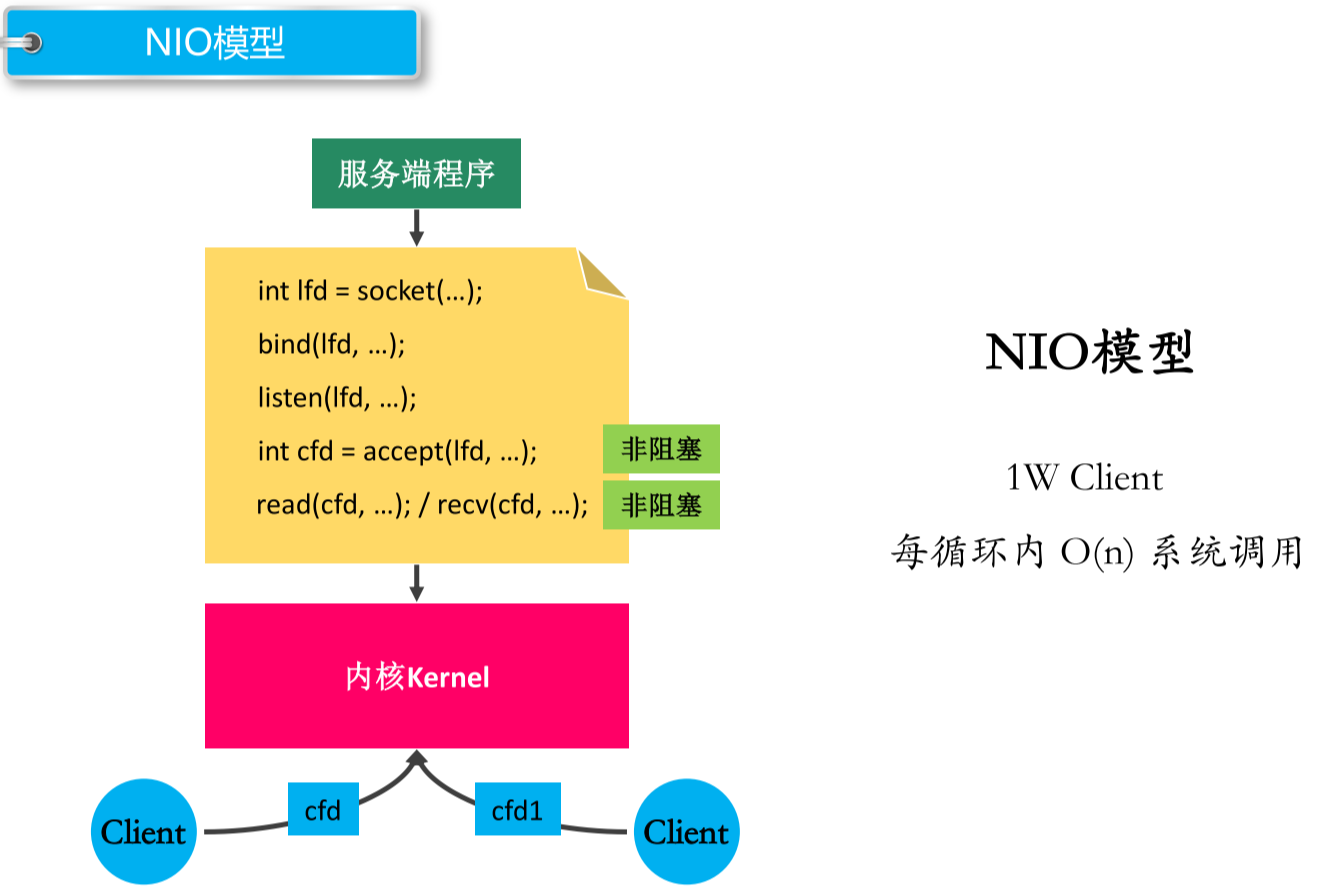 NIO模型
服务端程序
int lfd = socket(…);
bind(lfd, …);
listen(lfd, …);
int cfd = accept(lfd, …);
非阻塞
read(cfd, …); / recv(cfd, …);
非阻塞
内核Kernel
cfd
cfd1
Client
Client
NIO模型
1W Client
每循环内 O(n) 系统调用